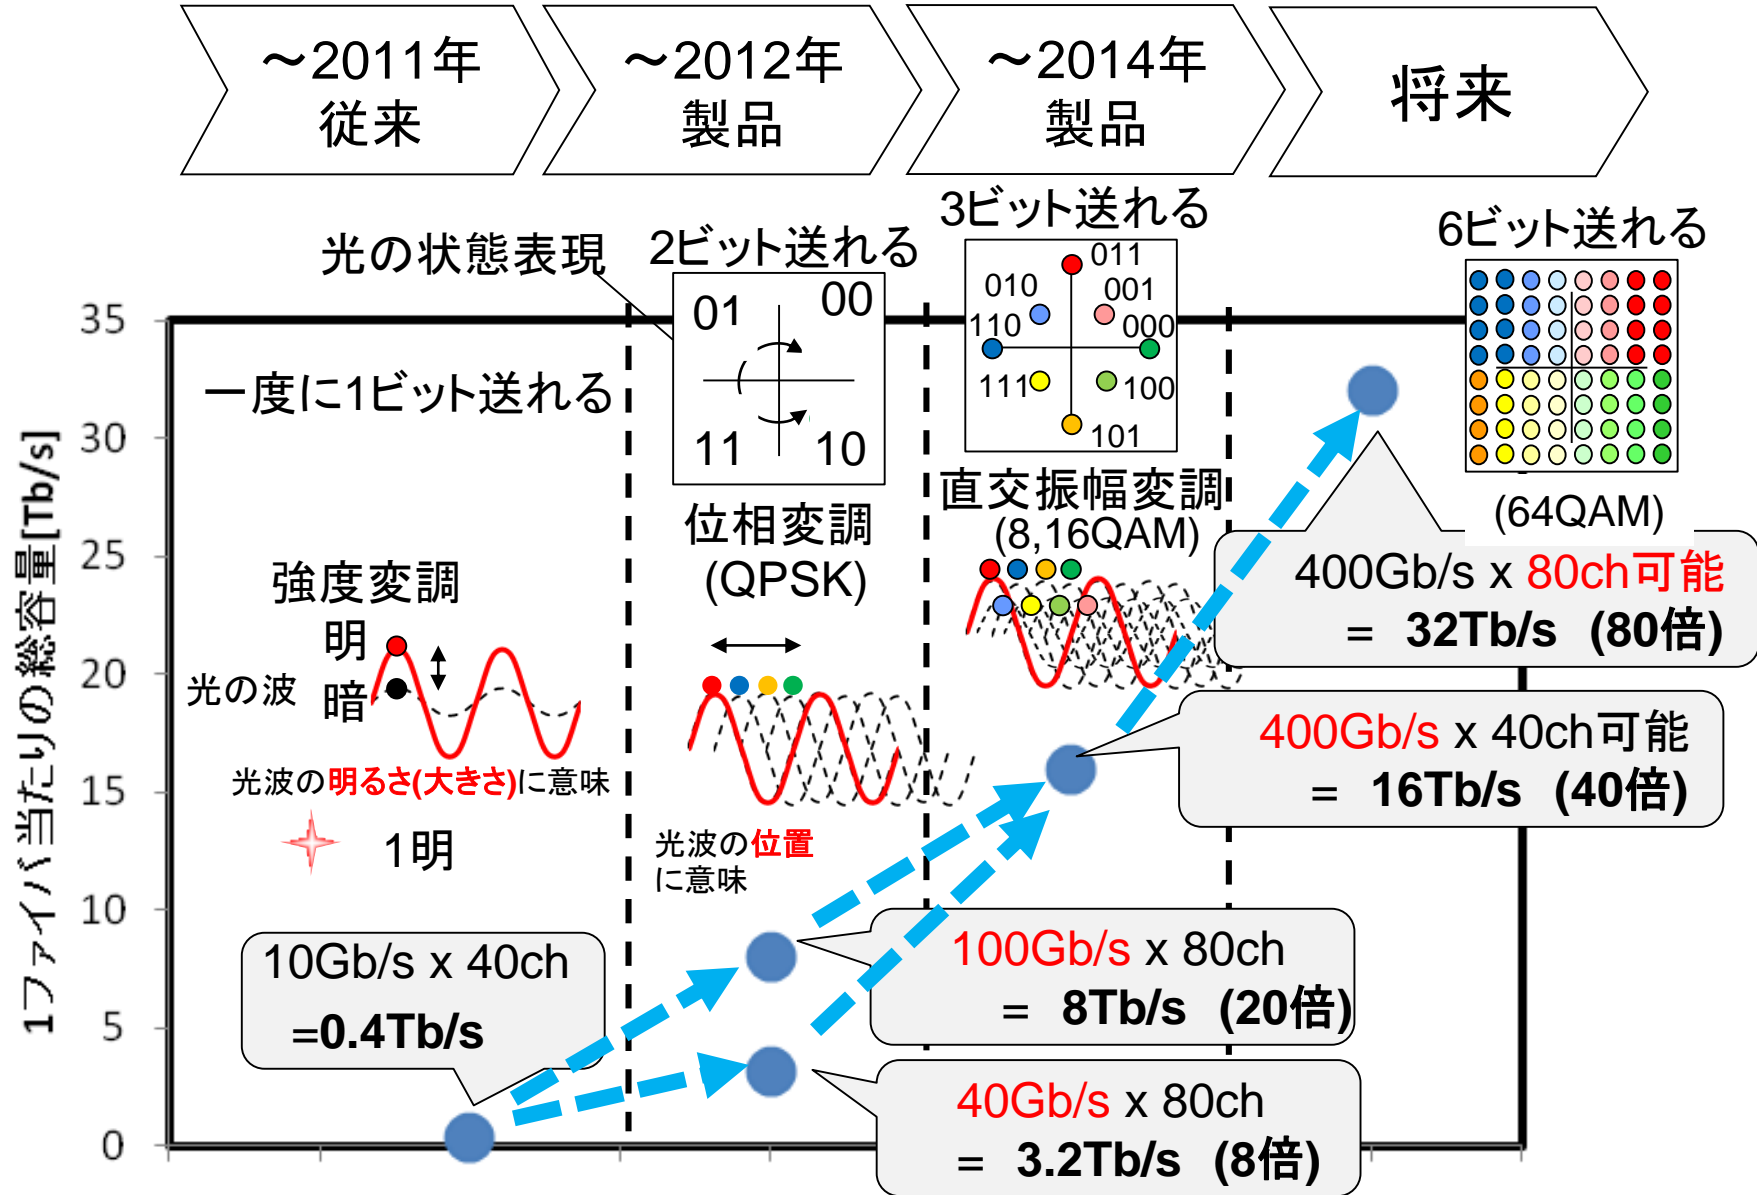 ～2011年
従来
～2012年
製品
～2014年
製品
将来
光の状態表現
2ビット送れる
3ビット送れる
6ビット送れる
01
00
11
10
011
010
001
110
000
111
100
101
一度に1ビット送れる
位相変調
(QPSK)
直交振幅変調
(8,16QAM)
(64QAM)
強度変調
明
光の波
暗
光波の明るさ(大きさ)に意味
1明
光波の位置
に意味
400Gb/s x 80ch可能
= 32Tb/s (80倍)
400Gb/s x 40ch可能
= 16Tb/s (40倍)
100Gb/s x 80ch
= 8Tb/s (20倍)
40Gb/s x 80ch
= 3.2Tb/s (8倍)
10Gb/s x 40ch
=0.4Tb/s
1ファイバ当たりの総容量[Tb/s]
35
30
25
20
15
10
5
0